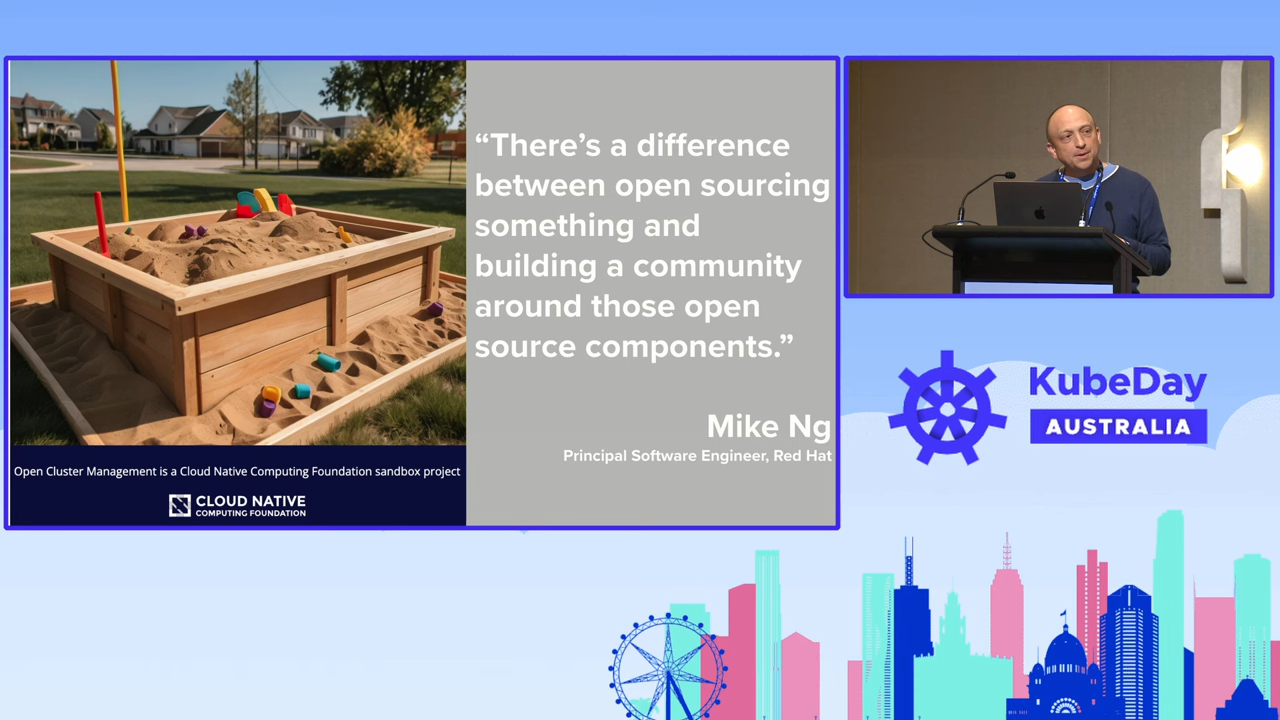 “There’s a difference
between open sourcing
something and
building a community
around those open
source components.”
Mike Ng
Principal Software Engineer, Red Hat
Open Cluster Management is a Cloud Native Computing Foundation sandbox project
CLOUD NATIVE
COMPUTING FOUNDATION
KubeDay
AUSTRALIA